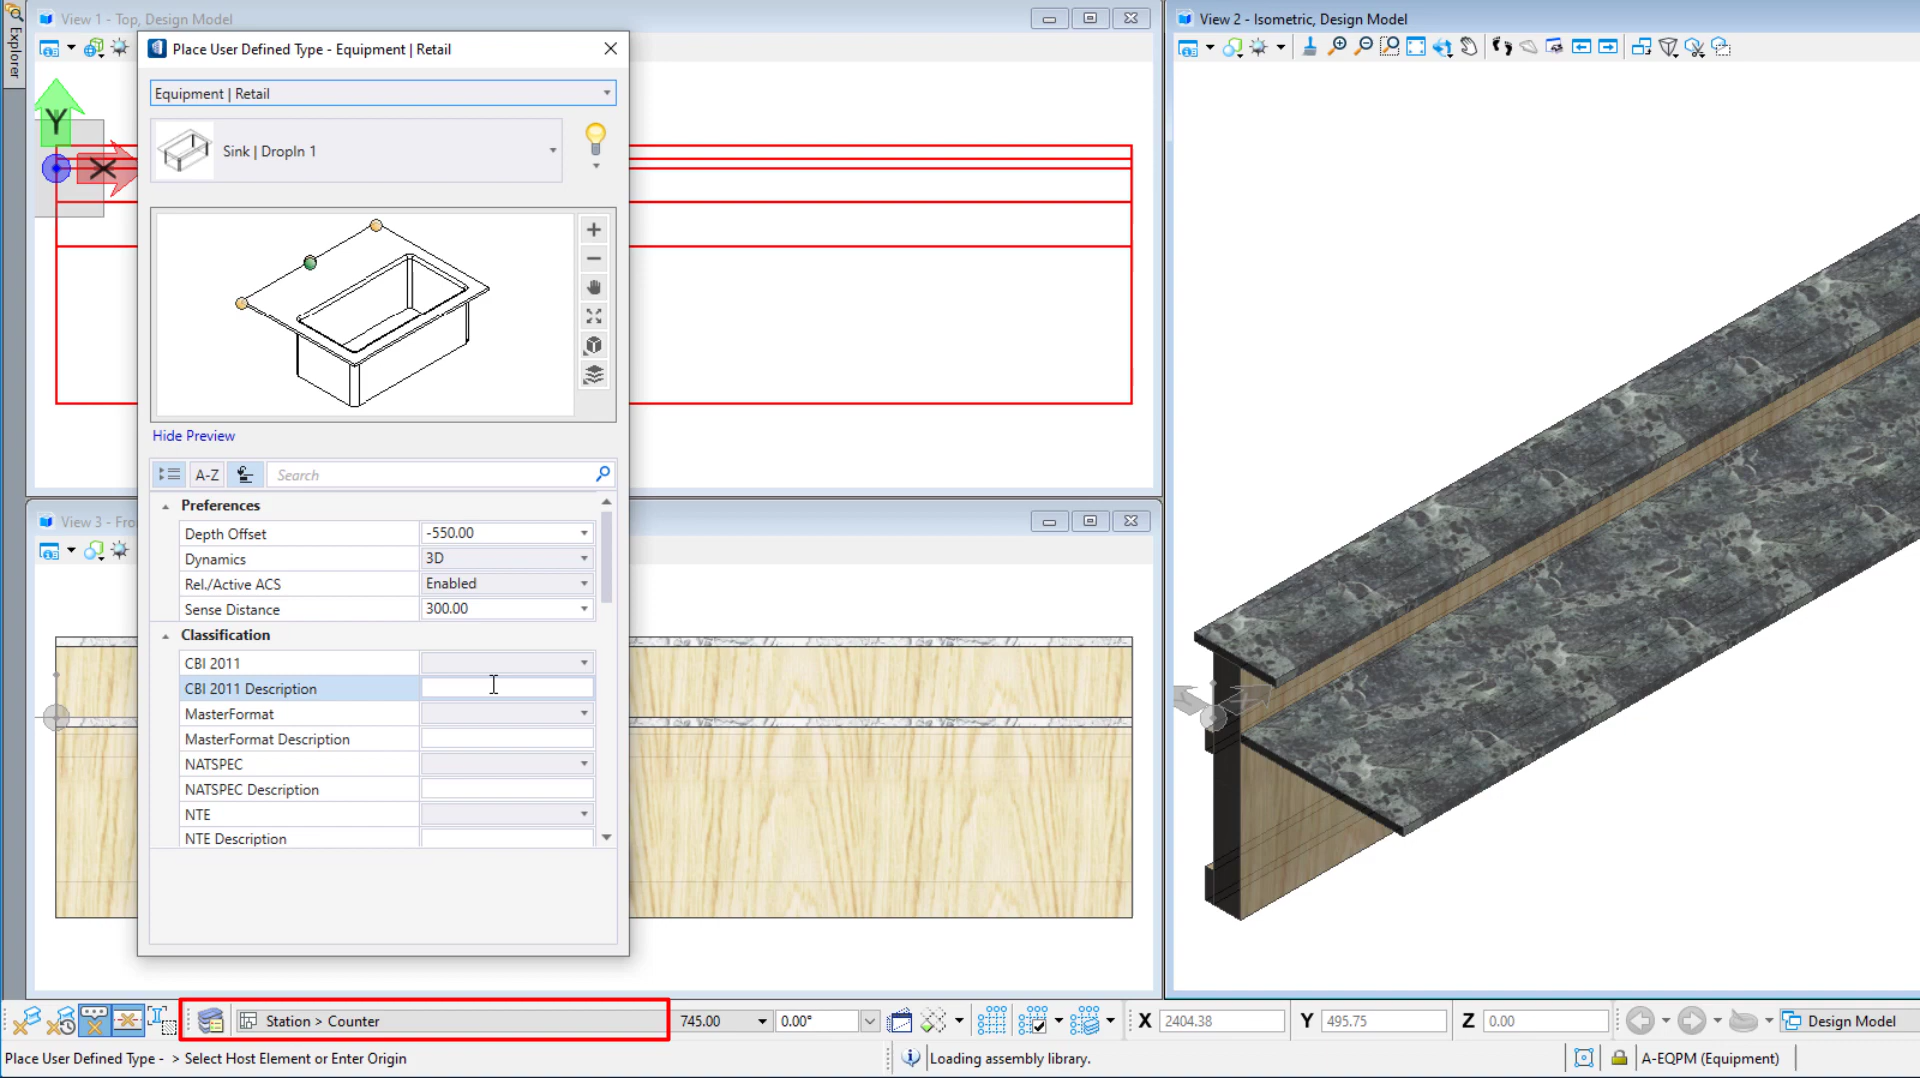 Explorer
View 1 - Top, Design Model
View 2 - Isometric, Design Model
Y
X
Place User Defined Type - Equipment | Retail
Equipment | Retail
Sink | DropIn 1
Hide Preview
A-Z
Search
Preferences
Depth Offset -550.00
Dynamics 3D
Rel./Active ACS Enabled
Sense Distance 300.00
Classification
CBI 2011
CBI 2011 Description
MasterFormat
MasterFormat Description
NATSPEC
NATSPEC Description
NTE
NTE Description
View 3 - Fro
Station > Counter
745.00
0.00°
X 2404.38
Y 495.75
Z 0.00
Design Model
Place User Defined Type - > Select Host Element or Enter Origin
Loading assembly library.
A-EQPM (Equipment)